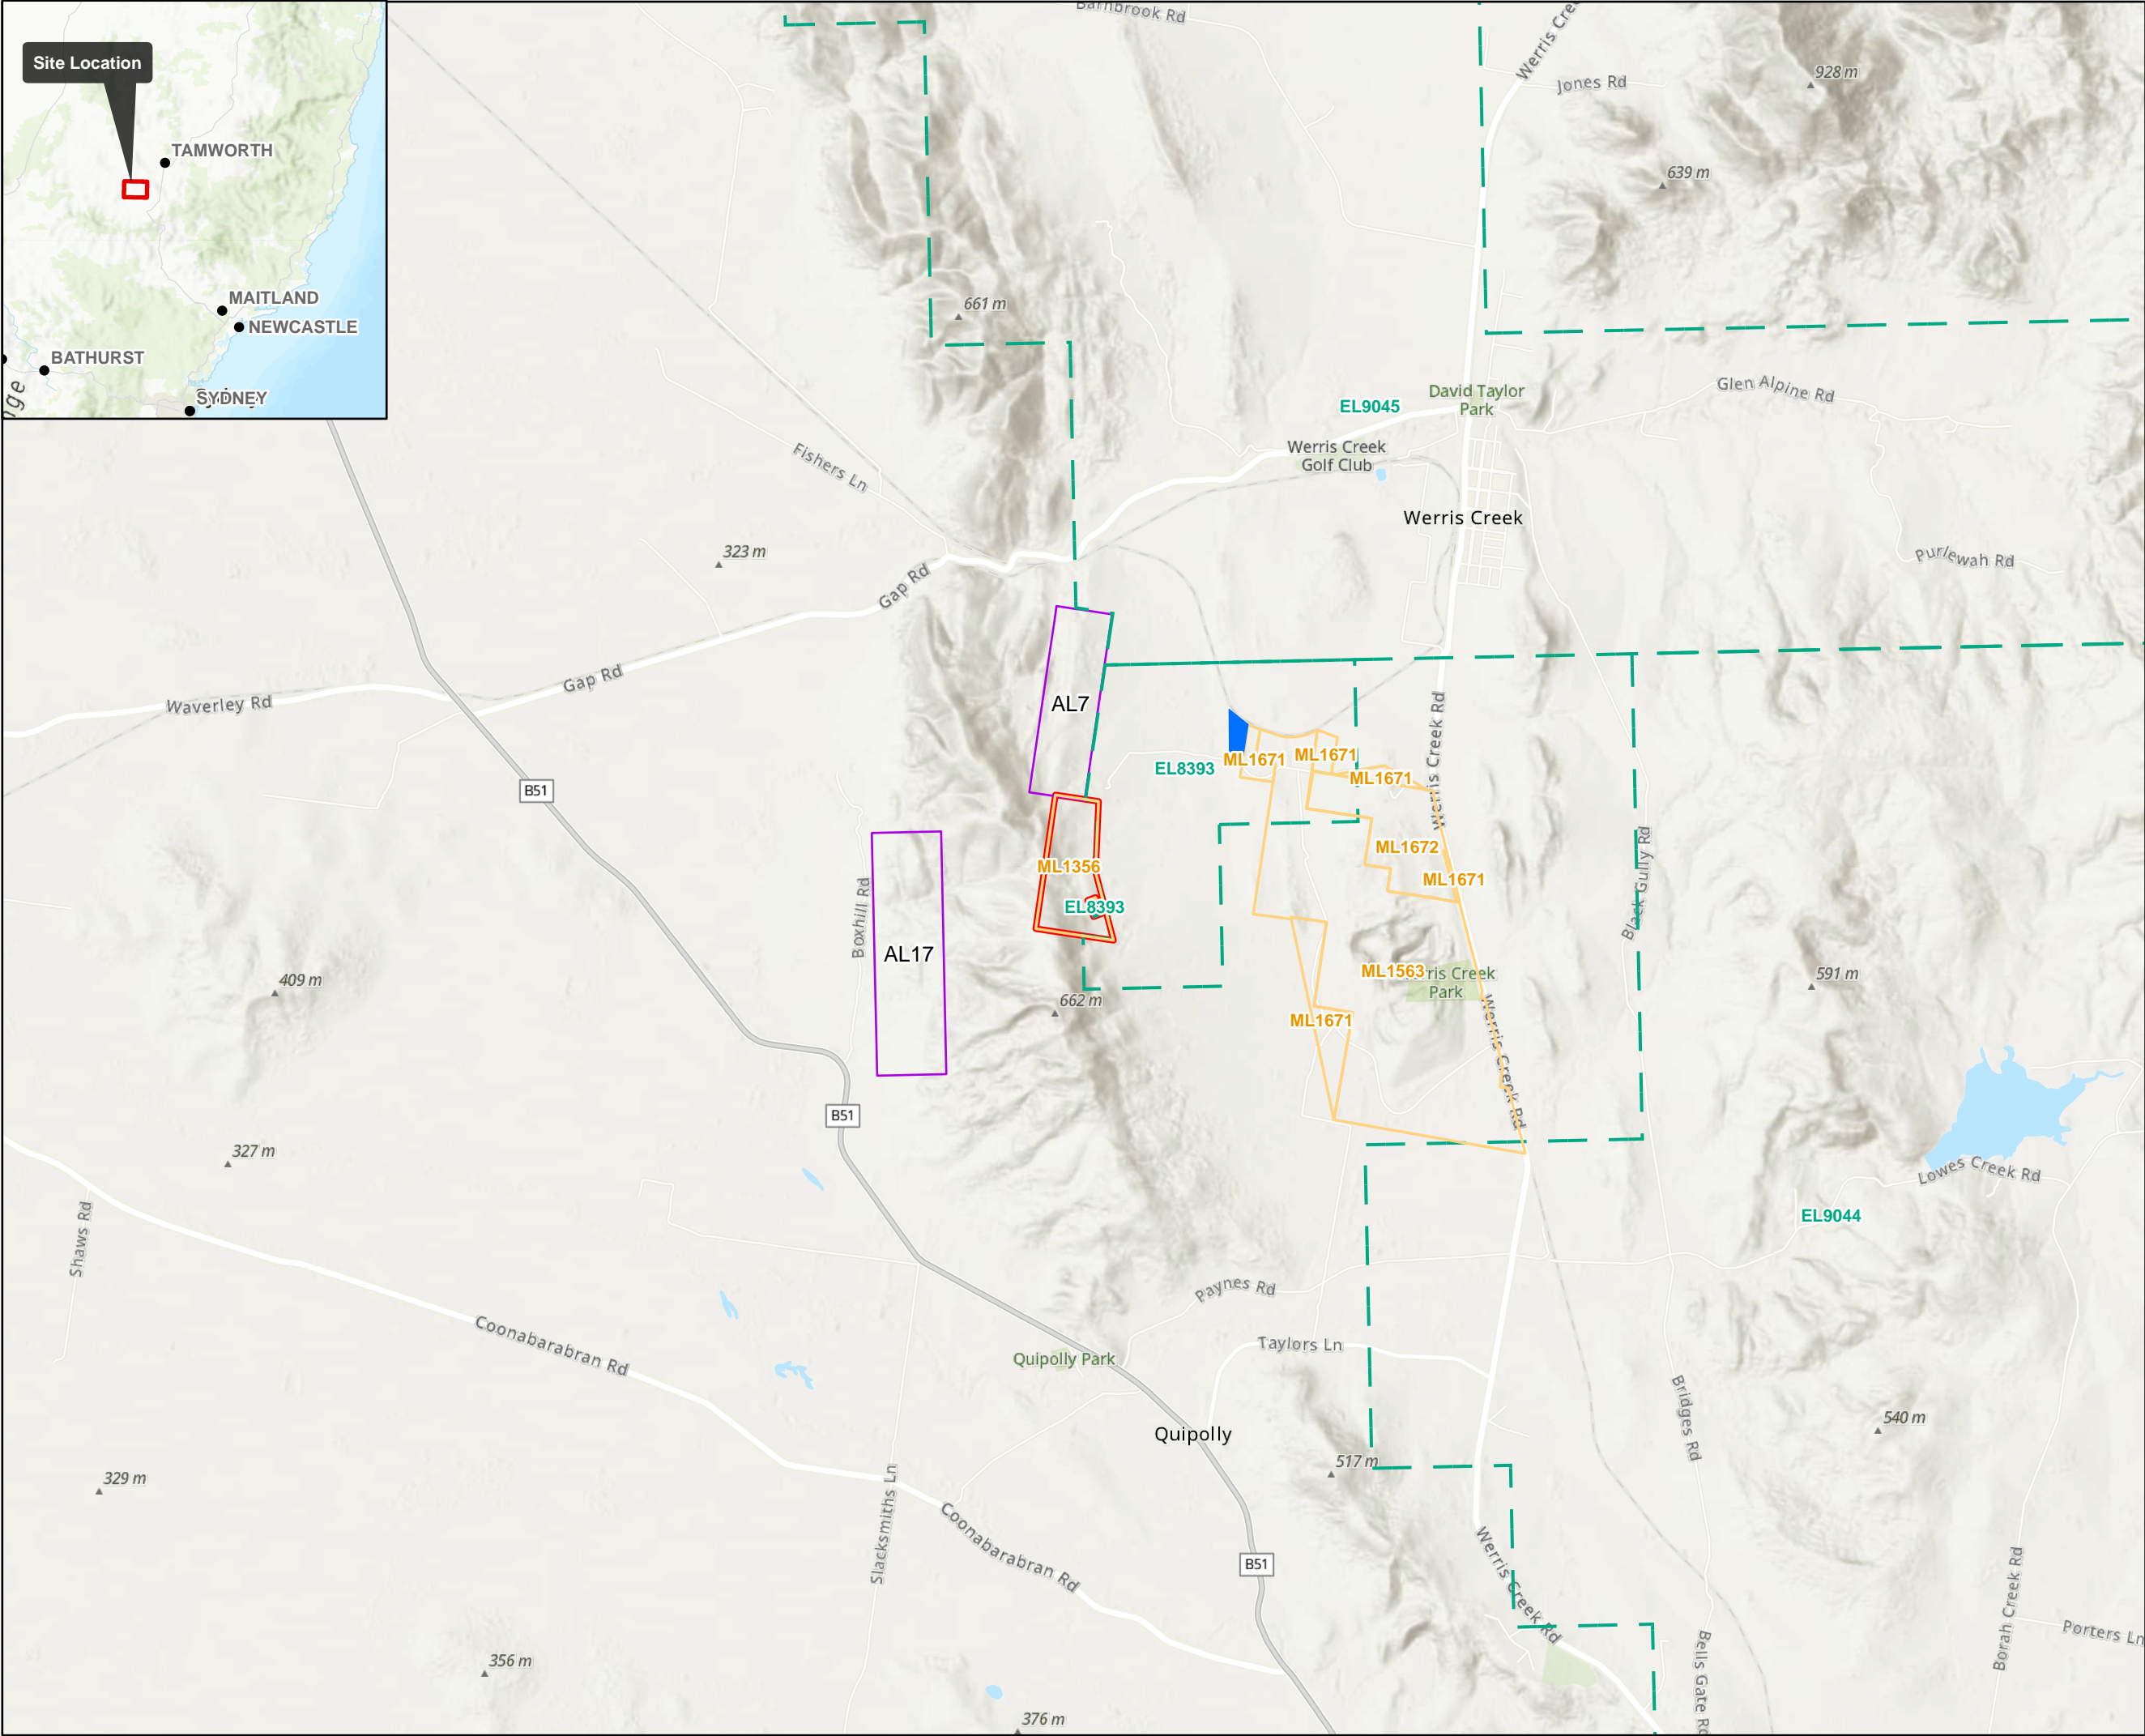 Barnbrook Rd
Werris Cree
Site Location
928 m
Jones Rd
TAMWORTH
639 m
MAITLAND
661 m
NEWCASTLE
BATHURST
SYDNEY
nge
David Taylor
Park
Glen Alpine Rd
EL9045
Werris Creek
Golf Club
Fishers Ln
Werris Creek
323 m
Purlewah Rd
Gap Rd
Gap Rd
Waverley Rd
AL7
Werris Creek Rd
ML1671
ML1671
EL8393
ML1671
B51
ML1672
ML1356
ML1671
Black Gully Rd
EL8393
Boxhill Rd
AL17
409 m
ML1563
rris Creek
Park
591 m
662 m
ML1671
Werris Creek Rd
B51
327 m
Lowes Creek Rd
EL9044
Shaws Rd
Paynes Rd
Coonabarabran Rd
Taylors Ln
Quipolly Park
Bridges Rd
540 m
Quipolly
517 m
329 m
Slacksmiths Ln
Coonabarabran Rd
B51
Werris Creek Rd
Borah Creek Rd
Porters Ln
Bells Gate Rd
356 m
376 m